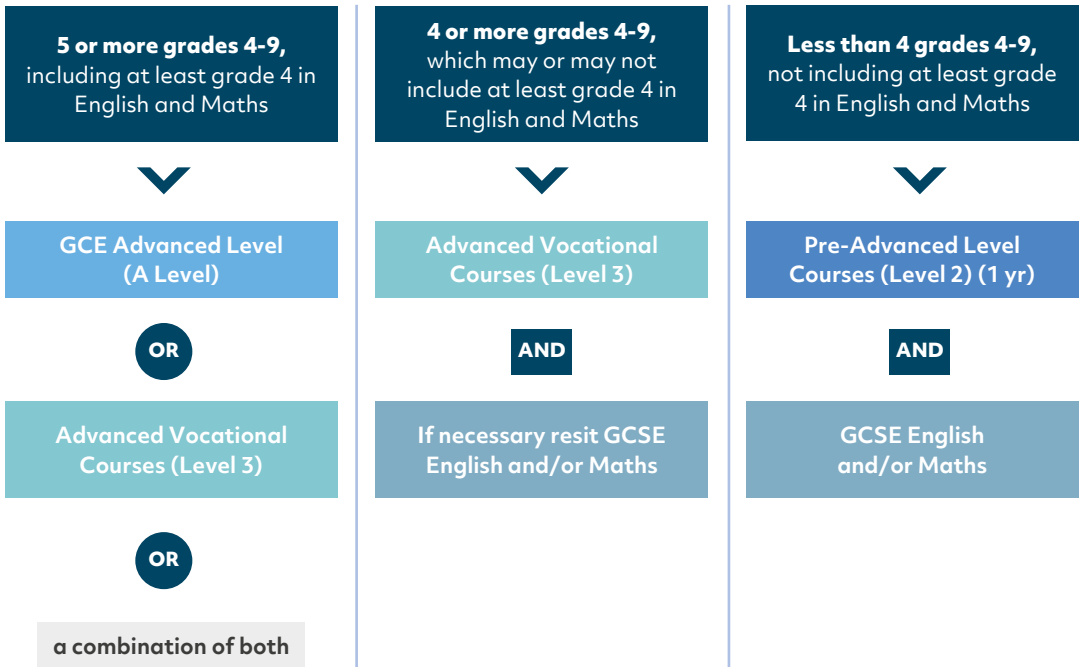 5 or more grades 4-9,
including at least grade 4 in
English and Maths
GCE Advanced Level
(A Level)
OR
Advanced Vocational
Courses (Level 3)
OR
a combination of both
4 or more grades 4-9,
which may or may not
include at least grade 4 in
English and Maths
Advanced Vocational
Courses (Level 3)
AND
If necessary resit GCSE
English and/or Maths
Less than 4 grades 4-9,
not including at least grade
4 in English and Maths
Pre-Advanced Level
Courses (Level 2) (1 yr)
AND
GCSE English
and/or Maths